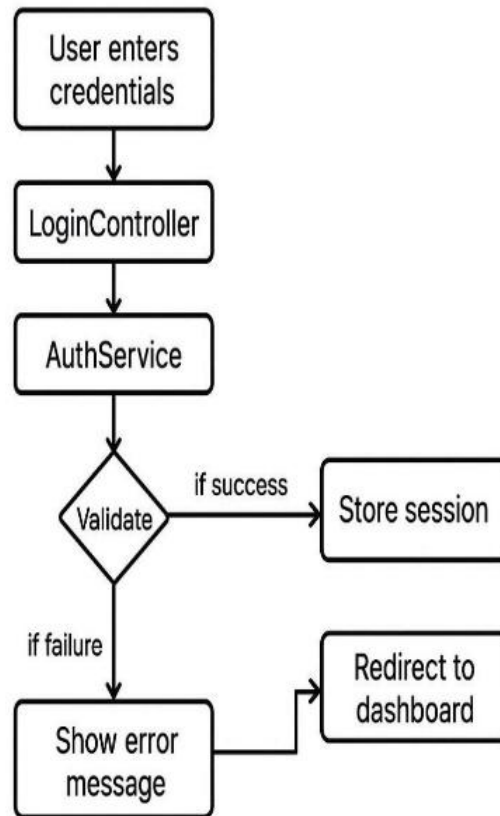 User enters
credentials
LoginController
AuthService
Validate
if success
Store session
if failure
Show error
message
Redirect to
dashboard